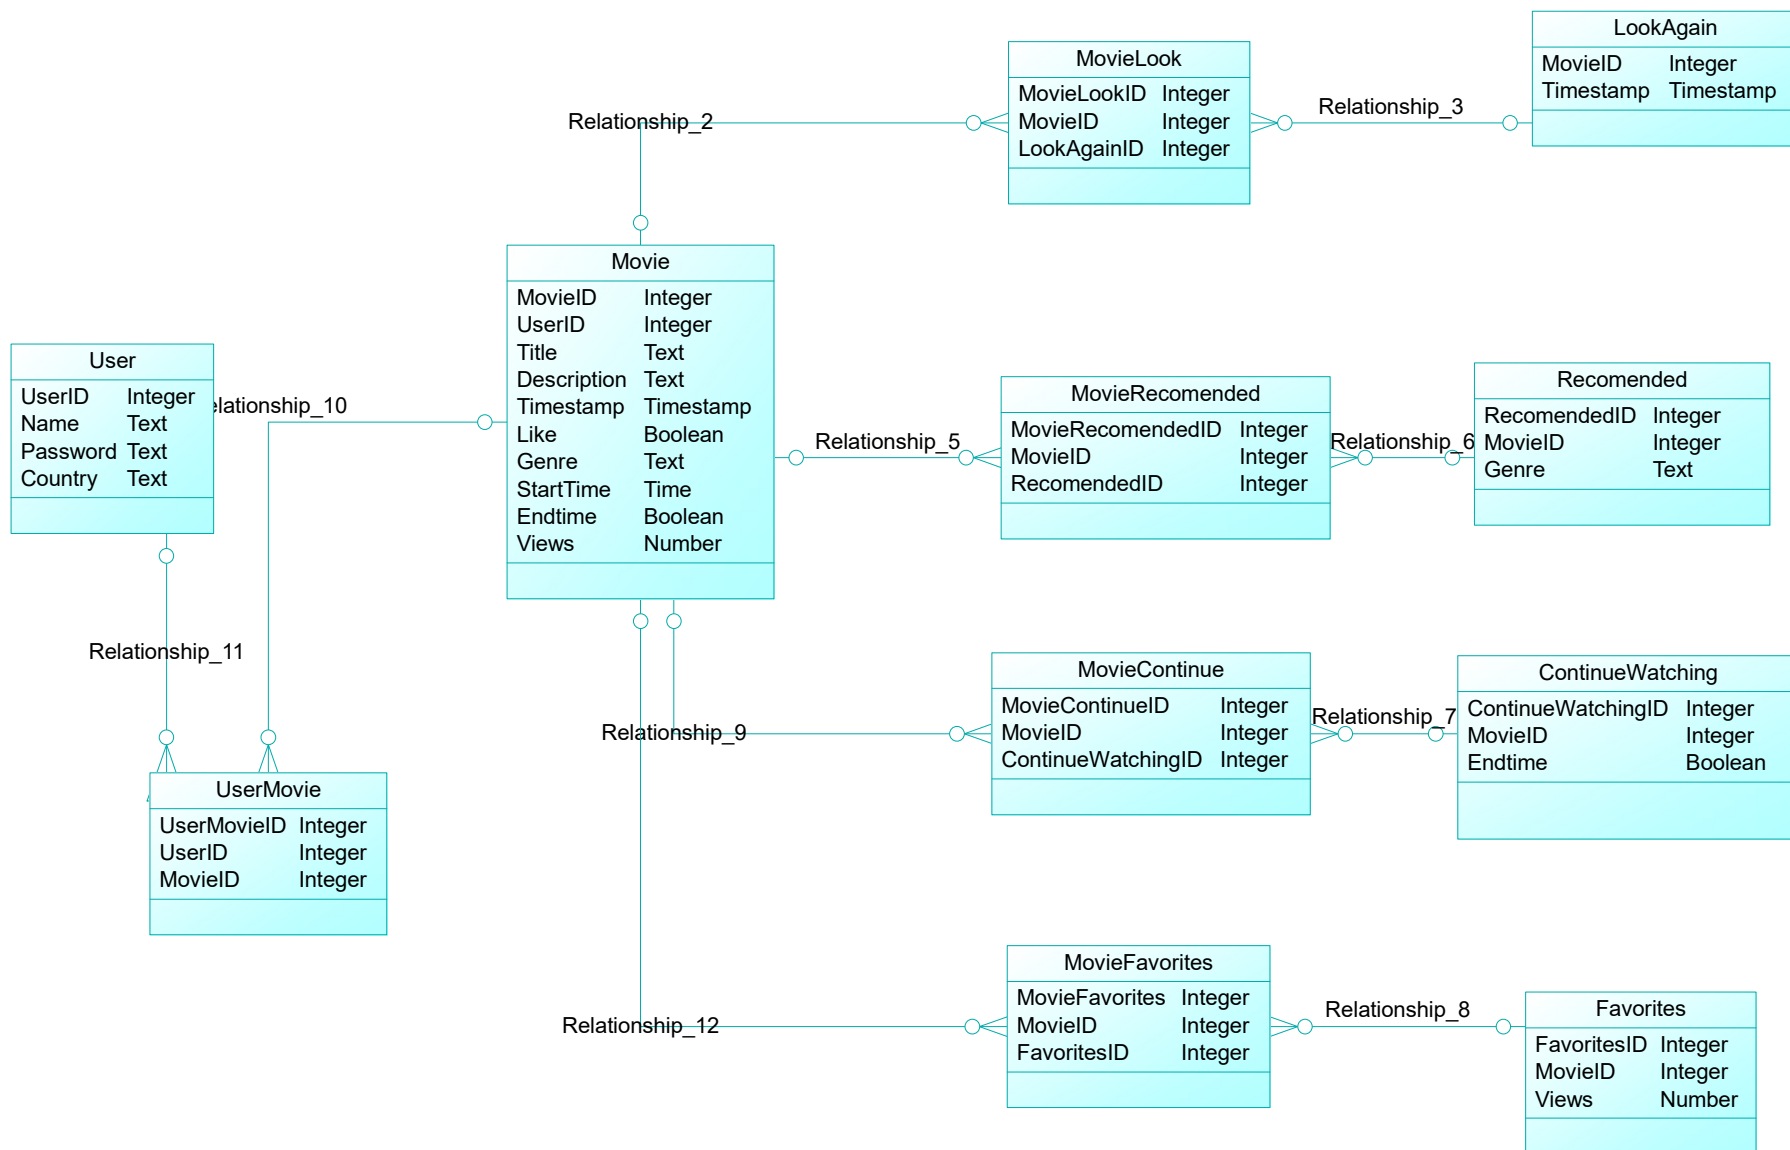 LookAgain
MovieID Integer
Timestamp Timestamp
MovieLook
MovieLookID Integer
MovieID Integer
LookAgainID Integer
Relationship_2
Relationship_3
Movie
MovieID Integer
UserID Integer
Title Text
Description Text
Timestamp Timestamp
Like Boolean
Genre Text
StartTime Time
Endtime Boolean
Views Number
User
UserID Integer
Name Text
Password Text
Country Text
elationship_10
MovieRecomended
MovieRecomendedID Integer
MovieID Integer
RecomendedID Integer
Relationship_5
Relationship_6
Recomended
RecomendedID Integer
MovieID Integer
Genre Text
Relationship_11
MovieContinue
MovieContinueID Integer
MovieID Integer
ContinueWatchingID Integer
Relationship_9
Relationship_7
ContinueWatching
ContinueWatchingID Integer
MovieID Integer
Endtime Boolean
UserMovie
UserMovieID Integer
UserID Integer
MovieID Integer
MovieFavorites
MovieFavorites Integer
MovieID Integer
FavoritesID Integer
Relationship_12
Relationship_8
Favorites
FavoritesID Integer
MovieID Integer
Views Number